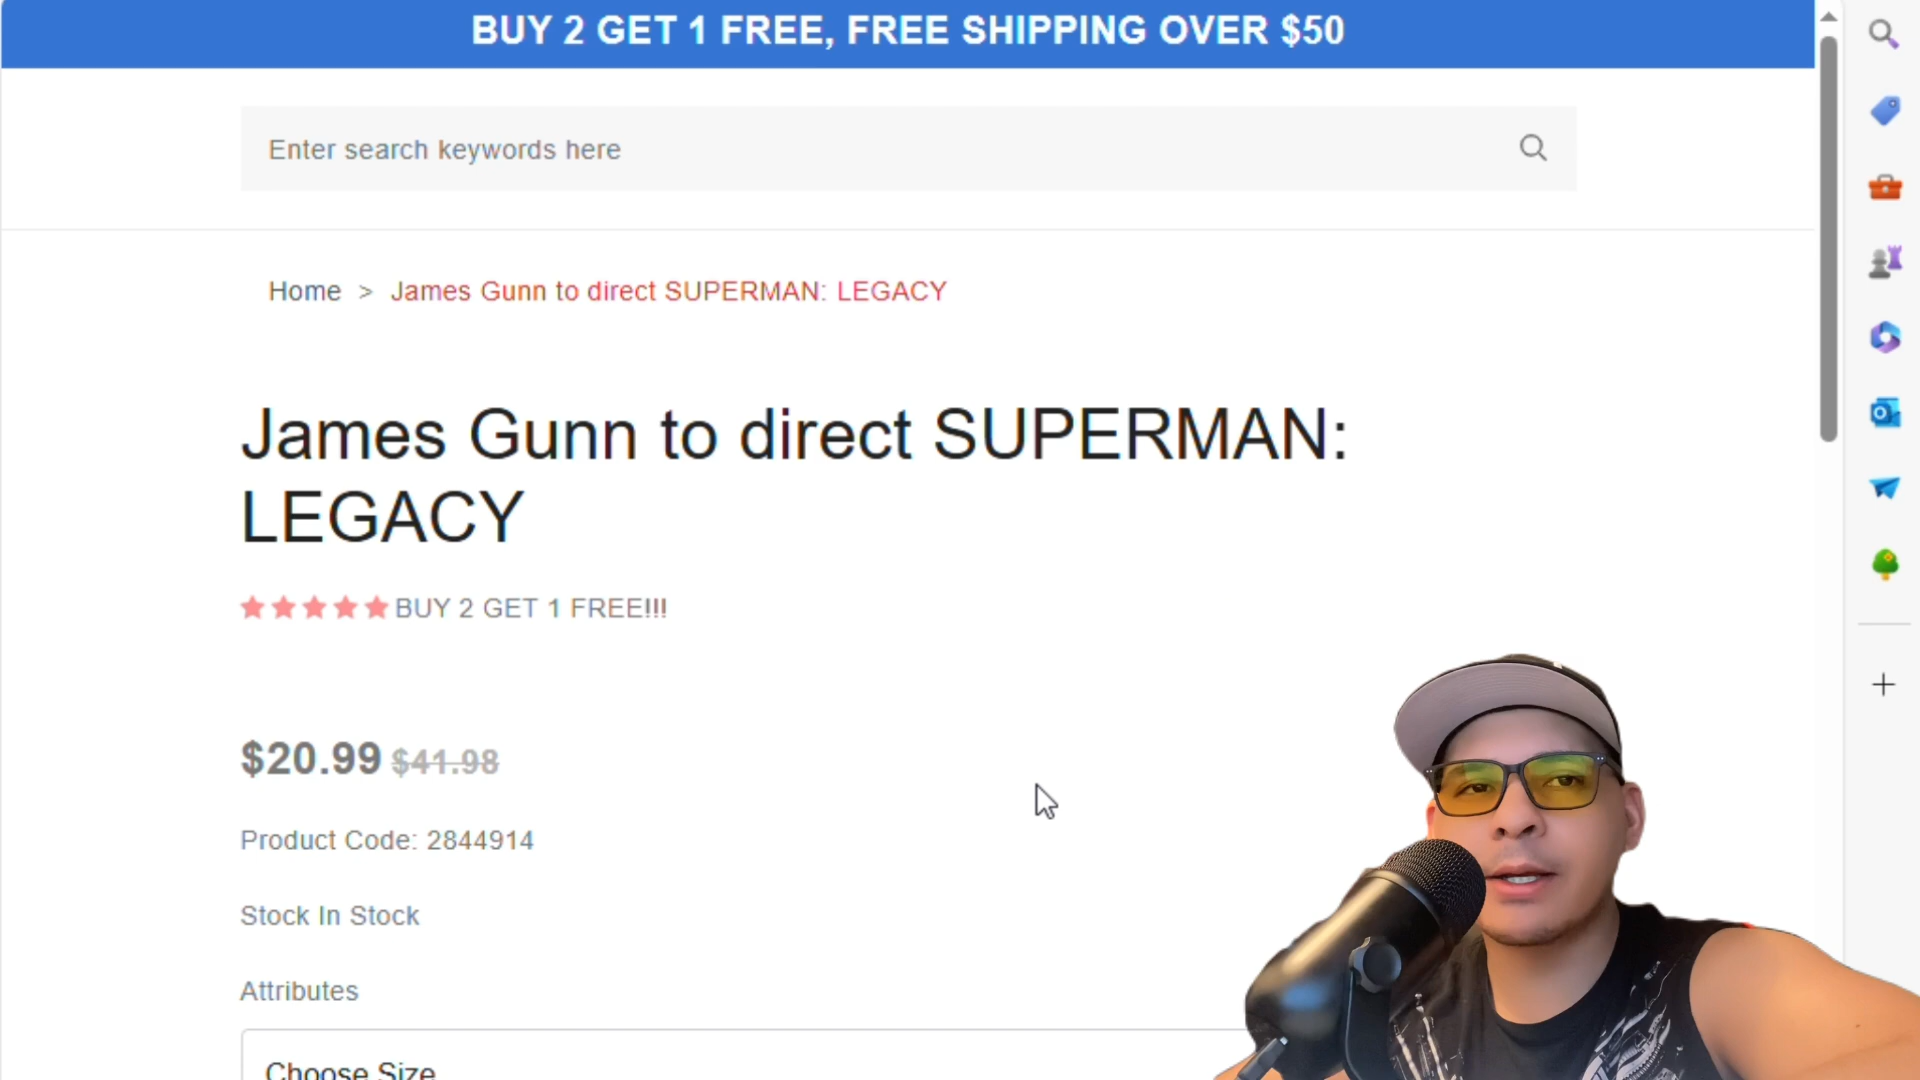 BUY 2 GET 1 FREE, FREE SHIPPING OVER $50
Enter search keywords here
Home > James Gunn to direct SUPERMAN: LEGACY
James Gunn to direct SUPERMAN:
LEGACY
BUY 2 GET 1 FREE!!!
$20.99 $41.98
Product Code: 2844914
Stock In Stock
Attributes
Choose Size